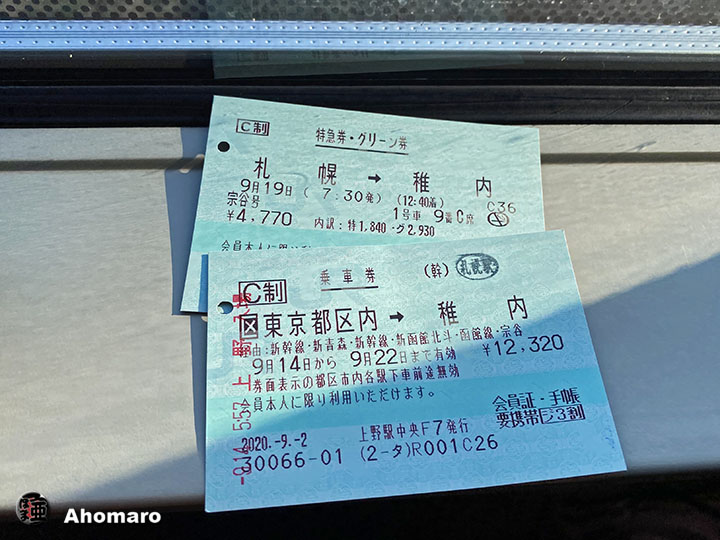 C制
特急券・グリーン券
札 幌 → 稚 内
9月19日 ( 7:30発) (12:40着) C36
宗谷号 1号車 9番C席
¥4,770 内訳:特1,840・グ2,930
C制 乗車券 (幹) 札幌駅
区東京都区内 → 稚 内
経由:新幹線・新青森・新幹線・新函館北斗・函館線・宗谷
9月14日から 9月22日まで有効 ¥12,320
券面表示の都区市内各駅下車前途無効
会員本人に限り利用いただけます。
会員証・手帳
要携帯 ジ3割
2020.-9.-2 上野駅中央F7発行
30066-01 (2-タ)R001C26
Ahomaro